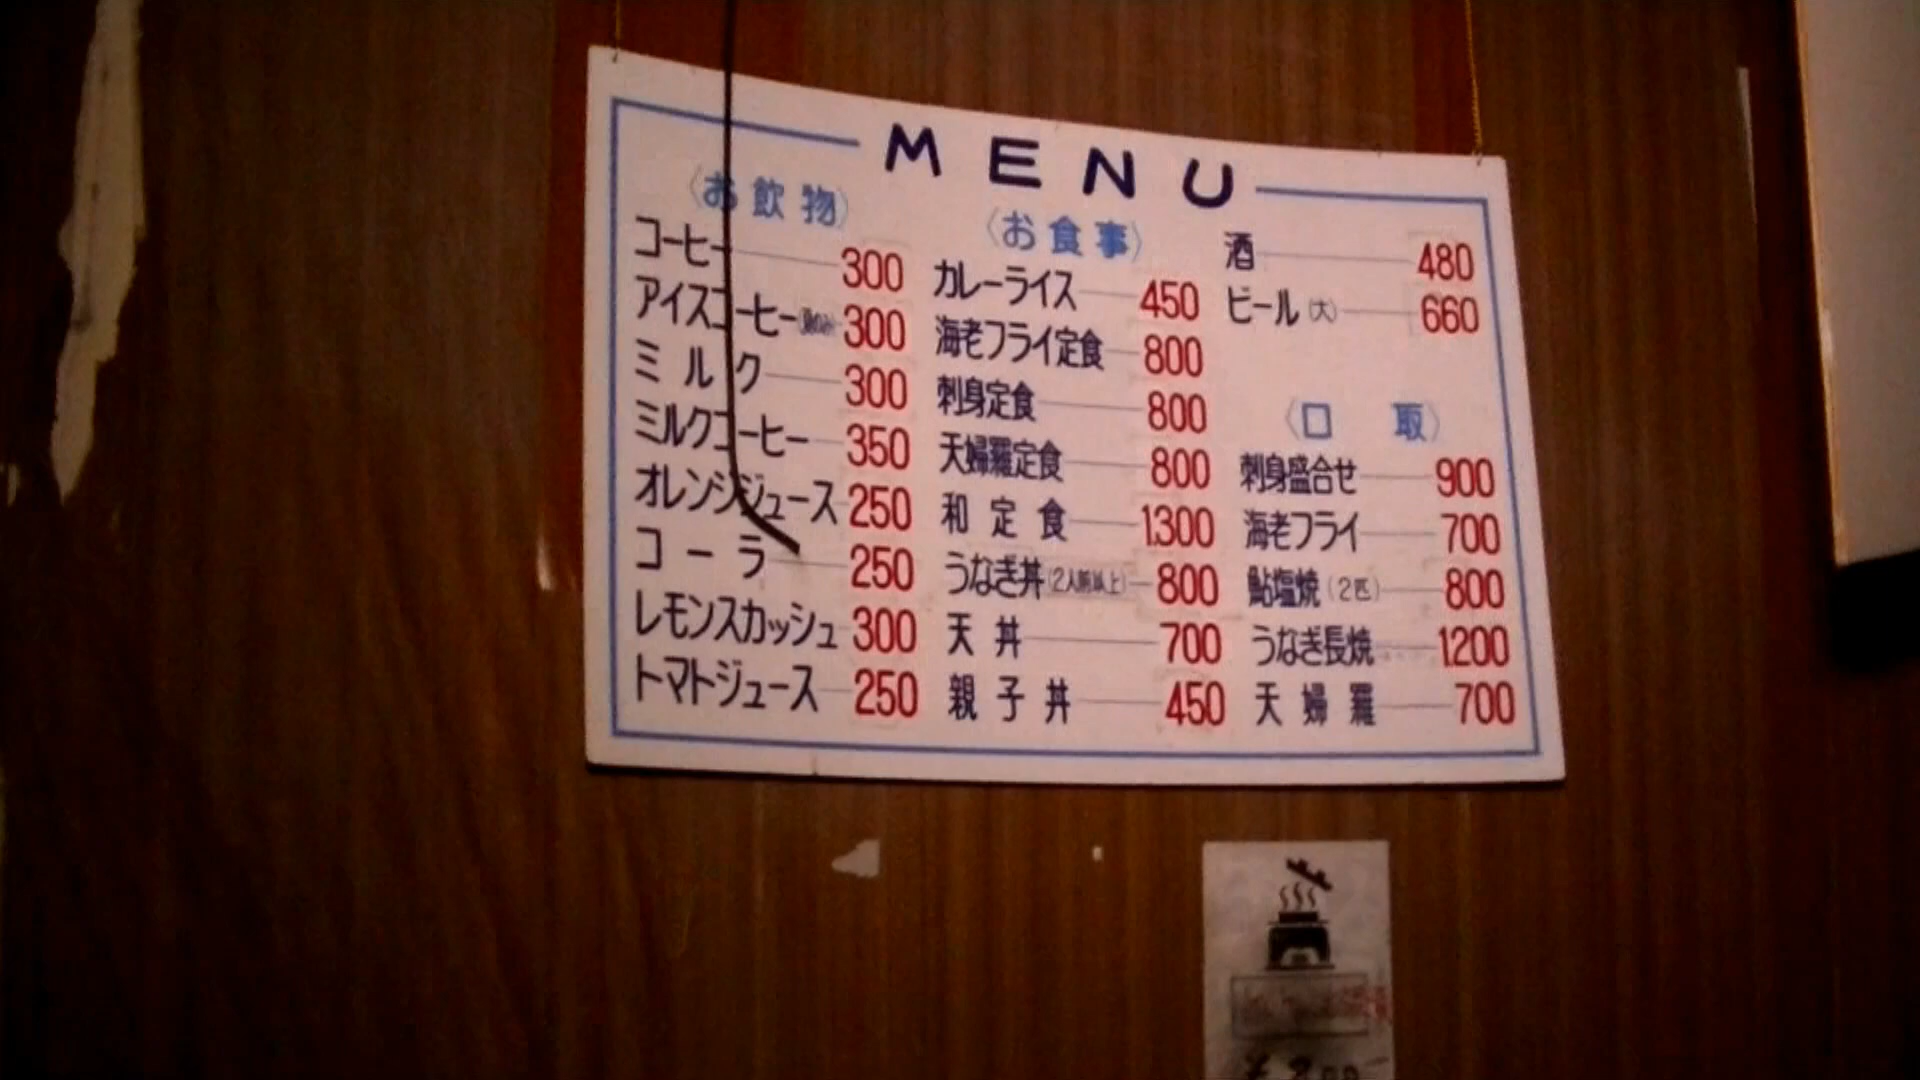 MENU
〈お飲物〉
コーヒー 300
アイスコーヒー 300
ミルク 300
ミルクコーヒー 350
オレンジジュース 250
コーラ 250
レモンスカッシュ 300
トマトジュース 250
〈お食事〉
カレーライス 450
海老フライ定食 800
刺身定食 800
天婦羅定食 800
和定食 1300
うなぎ丼(2人前以上) 800
天丼 700
親子丼 450
酒 480
ビール(大) 660
〈口取〉
刺身盛合せ 900
海老フライ 700
鮎塩焼(2匹) 800
うなぎ長焼 1200
天婦羅 700